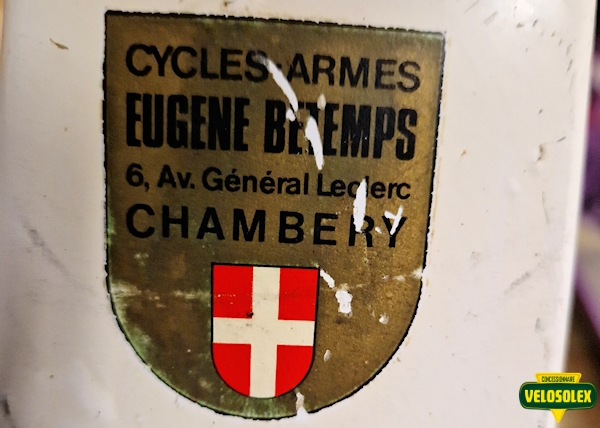 CYCLES-ARMES
EUGENE BETEMPS
6, Av. Général Leclerc
CHAMBERY
CONCESSIONNAIRE
VELOSOLEX